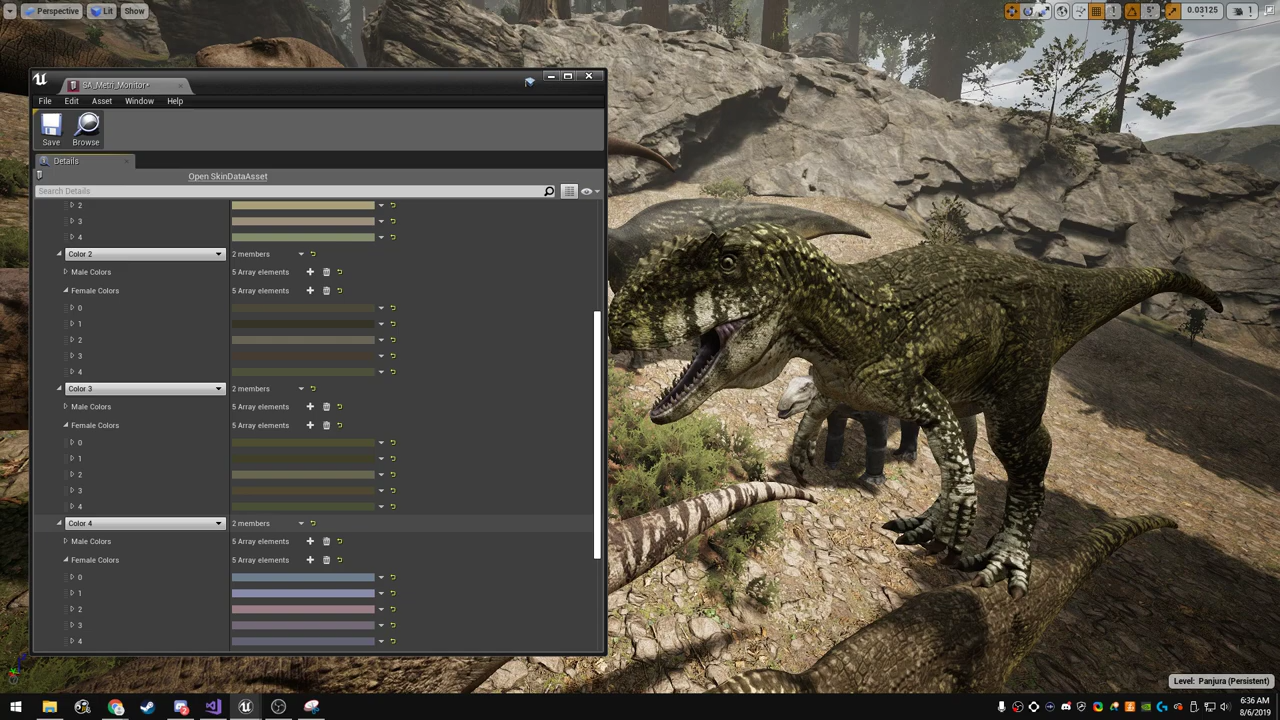 Perspective Lit Show 1 5° 0.03125 1
SA_Metri_Monitor*
File Edit Asset Window Help
Save Browse
Details
Open SkinDataAsset
Search Details
2
3
4
Color 2 2 members
Male Colors 5 Array elements
Female Colors 5 Array elements
0
1
2
3
4
Color 3 2 members
Male Colors 5 Array elements
Female Colors 5 Array elements
0
1
2
3
4
Color 4 2 members
Male Colors 5 Array elements
Female Colors 5 Array elements
0
1
2
3
4
Level: Panjura (Persistent)
6:36 AM
8/6/2019